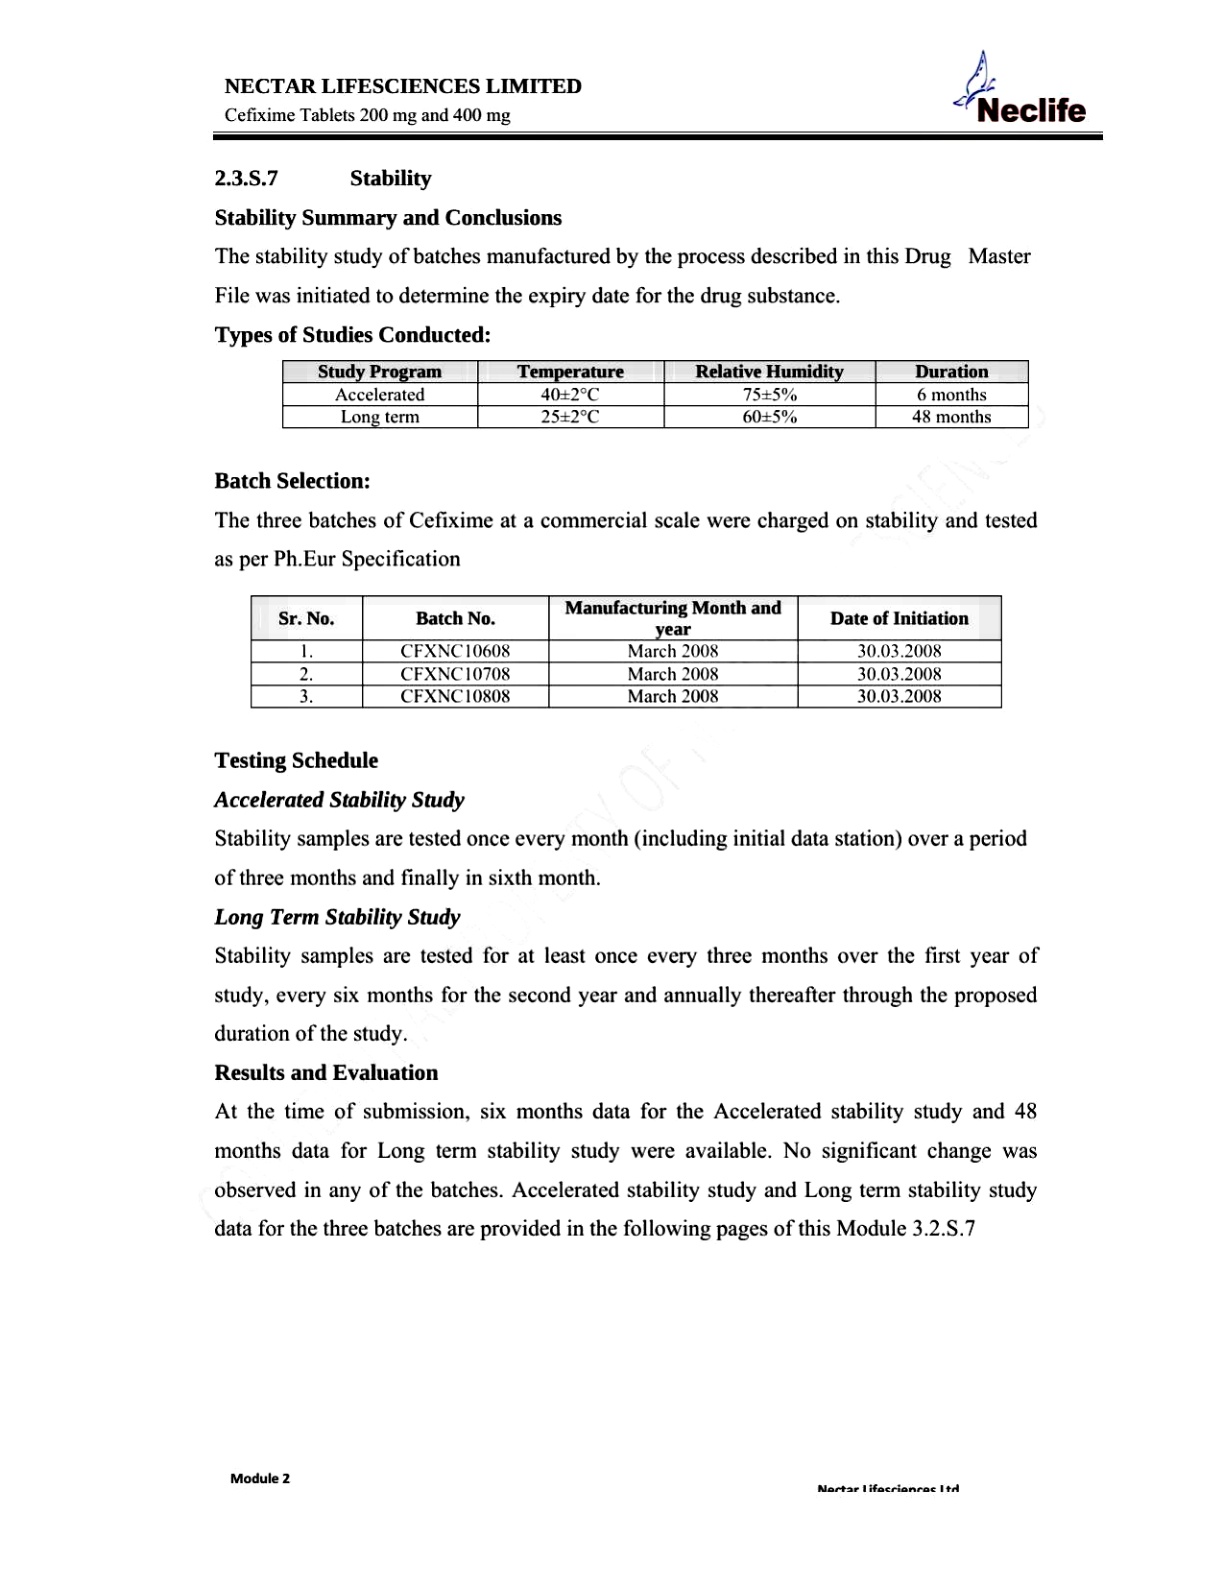 NECTAR LIFESCIENCES LIMITED
Cefixime Tablets 200 mg and 400 mg
Neclife
2.3.S.7 Stability
Stability Summary and Conclusions
The stability study of batches manufactured by the process described in this Drug Master
File was initiated to determine the expiry date for the drug substance.
Types of Studies Conducted:
Study Program Temperature Relative Humidity Duration
Accelerated 40±2°C 75±5% 6 months
Long term 25±2°C 60±5% 48 months
Batch Selection:
The three batches of Cefixime at a commercial scale were charged on stability and tested
as per Ph.Eur Specification
Sr. No. Batch No. Manufacturing Month and year Date of Initiation
1. CFXNC10608 March 2008 30.03.2008
2. CFXNC10708 March 2008 30.03.2008
3. CFXNC10808 March 2008 30.03.2008
Testing Schedule
Accelerated Stability Study
Stability samples are tested once every month (including initial data station) over a period
of three months and finally in sixth month.
Long Term Stability Study
Stability samples are tested for at least once every three months over the first year of
study, every six months for the second year and annually thereafter through the proposed
duration of the study.
Results and Evaluation
At the time of submission, six months data for the Accelerated stability study and 48
months data for Long term stability study were available. No significant change was
observed in any of the batches. Accelerated stability study and Long term stability study
data for the three batches are provided in the following pages of this Module 3.2.S.7
Module 2
Nectar Lifesciences Ltd